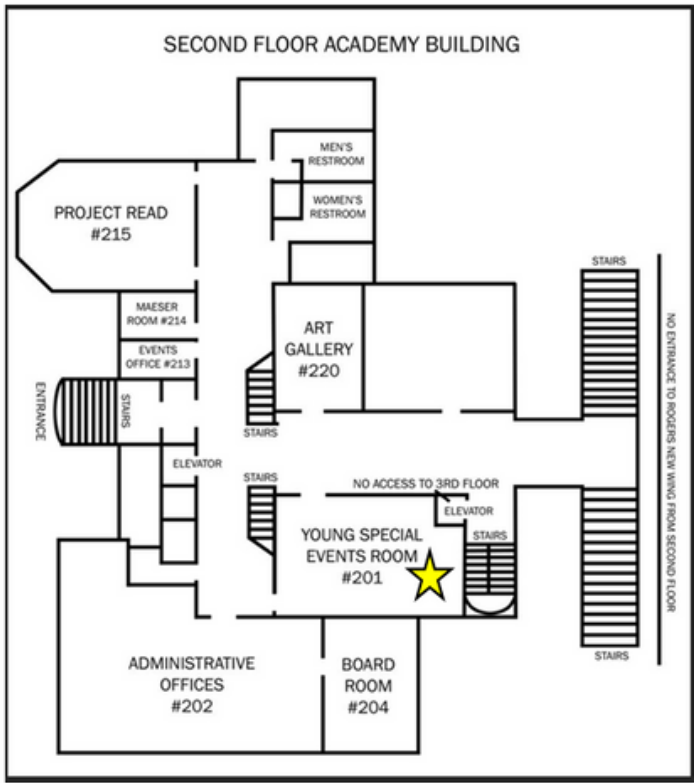 SECOND FLOOR ACADEMY BUILDING
MEN'S
RESTROOM
WOMEN'S
RESTROOM
PROJECT READ
#215
STAIRS
MAESER
ROOM #214
EVENTS
OFFICE #213
ART
GALLERY
#220
NO ENTRANCE TO ROGERS NEW WING FROM SECOND FLOOR
ENTRANCE
STAIRS
STAIRS
ELEVATOR
STAIRS
NO ACCESS TO 3RD FLOOR
ELEVATOR
YOUNG SPECIAL
EVENTS ROOM
#201
STAIRS
STAIRS
ADMINISTRATIVE
OFFICES
#202
BOARD
ROOM
#204